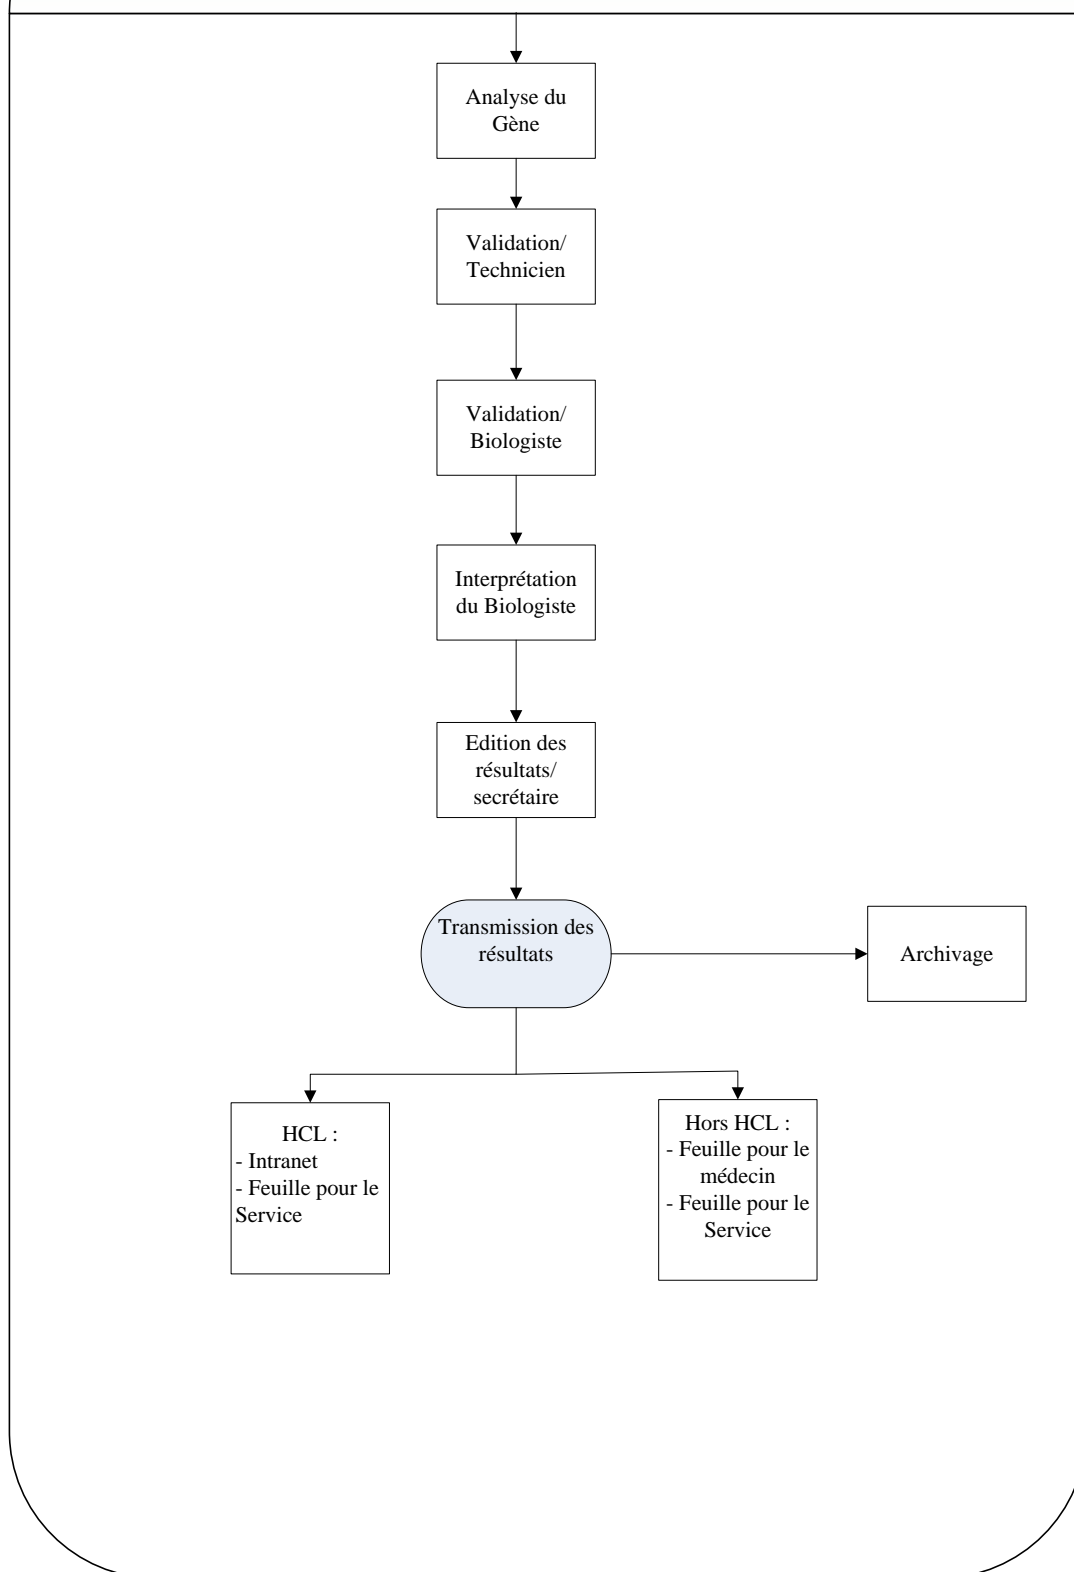 Analyse du
Gène
Validation/
Technicien
Validation/
Biologiste
Interprétation
du Biologiste
Edition des
résultats/
secrétaire
Transmission des
résultats
Archivage
HCL :
- Intranet
- Feuille pour le
Service
Hors HCL :
- Feuille pour le
médecin
- Feuille pour le
Service